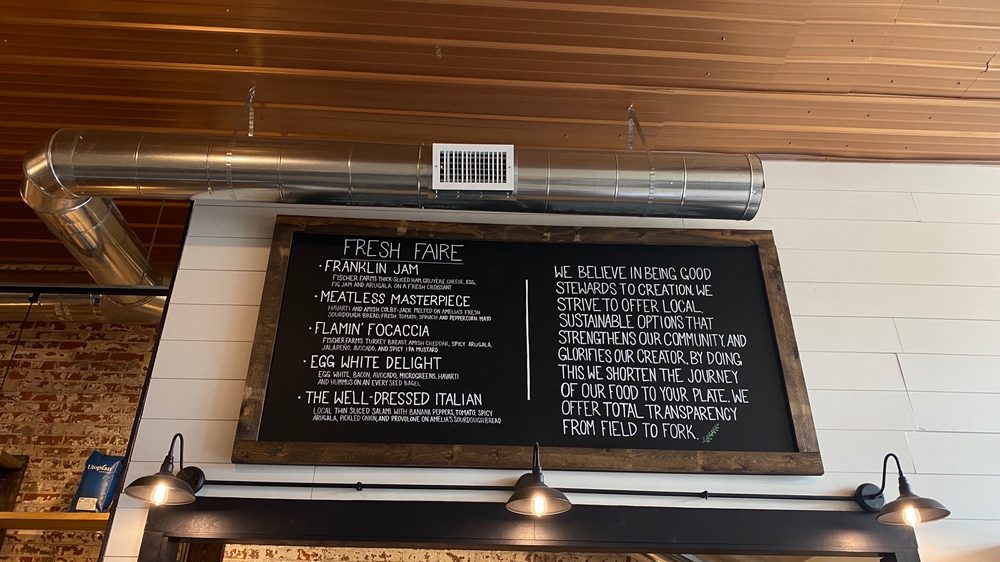 FRESH FAIRE
• FRANKLIN JAM
FISCHER FARMS THICK-SLICED HAM, GRUYÈRE CHEESE, EGG,
FIG JAM AND ARUGALA ON A FRESH CROISSANT
• MEATLESS MASTERPIECE
HAVARTI AND AMISH COLBY-JACK MELTED ON AMELIA'S FRESH
SOURDOUGH BREAD, FRESH TOMATO, SPINACH AND PEPPERCORN MAYO
• FLAMIN' FOCACCIA
FISCHER FARMS TURKEY BREAST, AMISH CHEDDAR, SPICY ARUGALA,
JALAPENO, AVOCADO, AND SPICY IPA MUSTARD
• EGG WHITE DELIGHT
EGG WHITE, BACON, AVOCADO, MICROGREENS, HAVARTI
AND HUMMUS ON AN EVERY SEED BAGEL
• THE WELL-DRESSED ITALIAN
LOCAL THIN SLICED SALAMI WITH BANANA PEPPERS, TOMATO, SPICY
ARUGALA, PICKLED ONION, AND PROVOLONE ON AMELIA'S SOURDOUGH BREAD
WE BELIEVE IN BEING GOOD
STEWARDS TO CREATION. WE
STRIVE TO OFFER LOCAL,
SUSTAINABLE OPTIONS THAT
STRENGTHENS OUR COMMUNITY, AND
GLORIFIES OUR CREATOR. BY DOING
THIS WE SHORTEN THE JOURNEY
OF OUR FOOD TO YOUR PLATE. WE
OFFER TOTAL TRANSPARENCY
FROM FIELD TO FORK.
Utopian